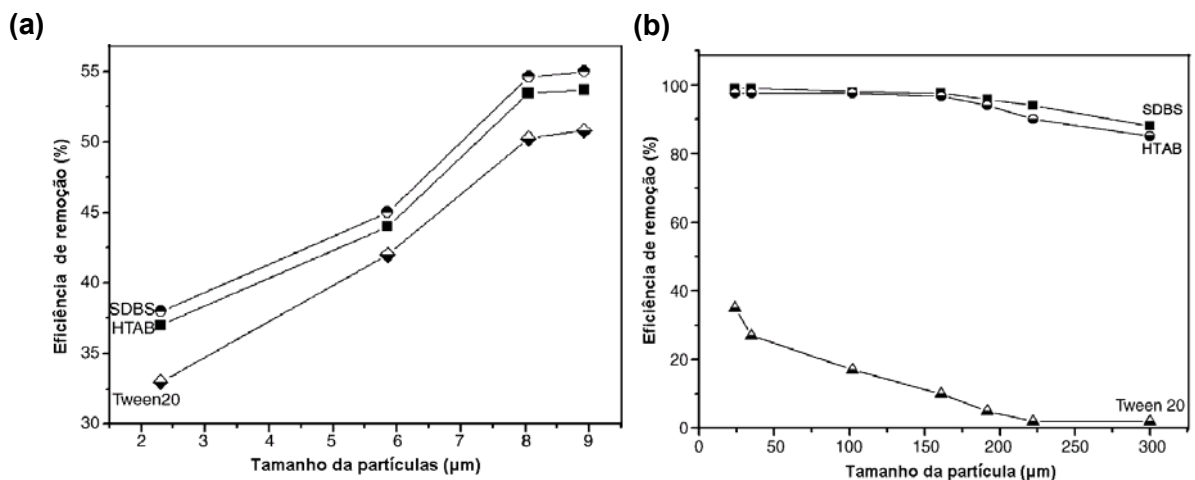 (a)
(b)
Eficiência de remoção (%)
55
50
45
40
35
30
SDBS
HTAB
Tween20
2
3
4
5
6
7
8
9
Tamanho da partículas (µm)
Eficiência de remoção (%)
100
80
60
40
20
0
SDBS
HTAB
Tween 20
0
50
100
150
200
250
300
Tamanho da partícula (µm)